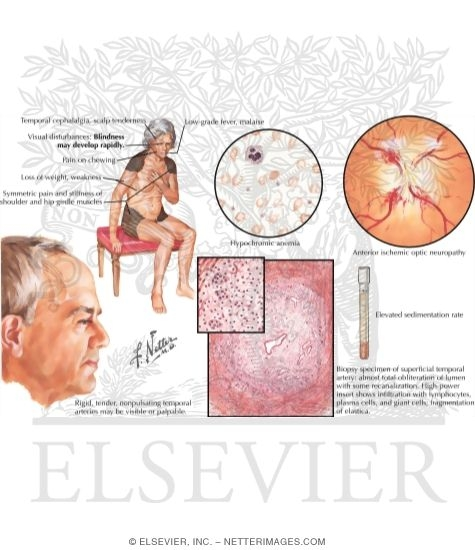 Temporal cephalalgia, scalp tenderness
Low-grade fever, malaise
Visual disturbances: Blindness
may develop rapidly.
Pain on chewing
Loss of weight, weakness
Symmetric pain and stiffness of
shoulder and hip girdle muscles
Hypochromic anemia
Anterior ischemic optic neuropathy
Elevated sedimentation rate
Rigid, tender, nonpulsating temporal
arteries may be visible or palpable.
Biopsy specimen of superficial temporal
artery: almost total obliteration of lumen
with some recanalization. High-power
insert shows infiltration with lymphocytes,
plasma cells, and giant cells; fragmentation
of elastica.
F. Netter
M.D.
ELSEVIER
© ELSEVIER, INC. – NETTERIMAGES.COM